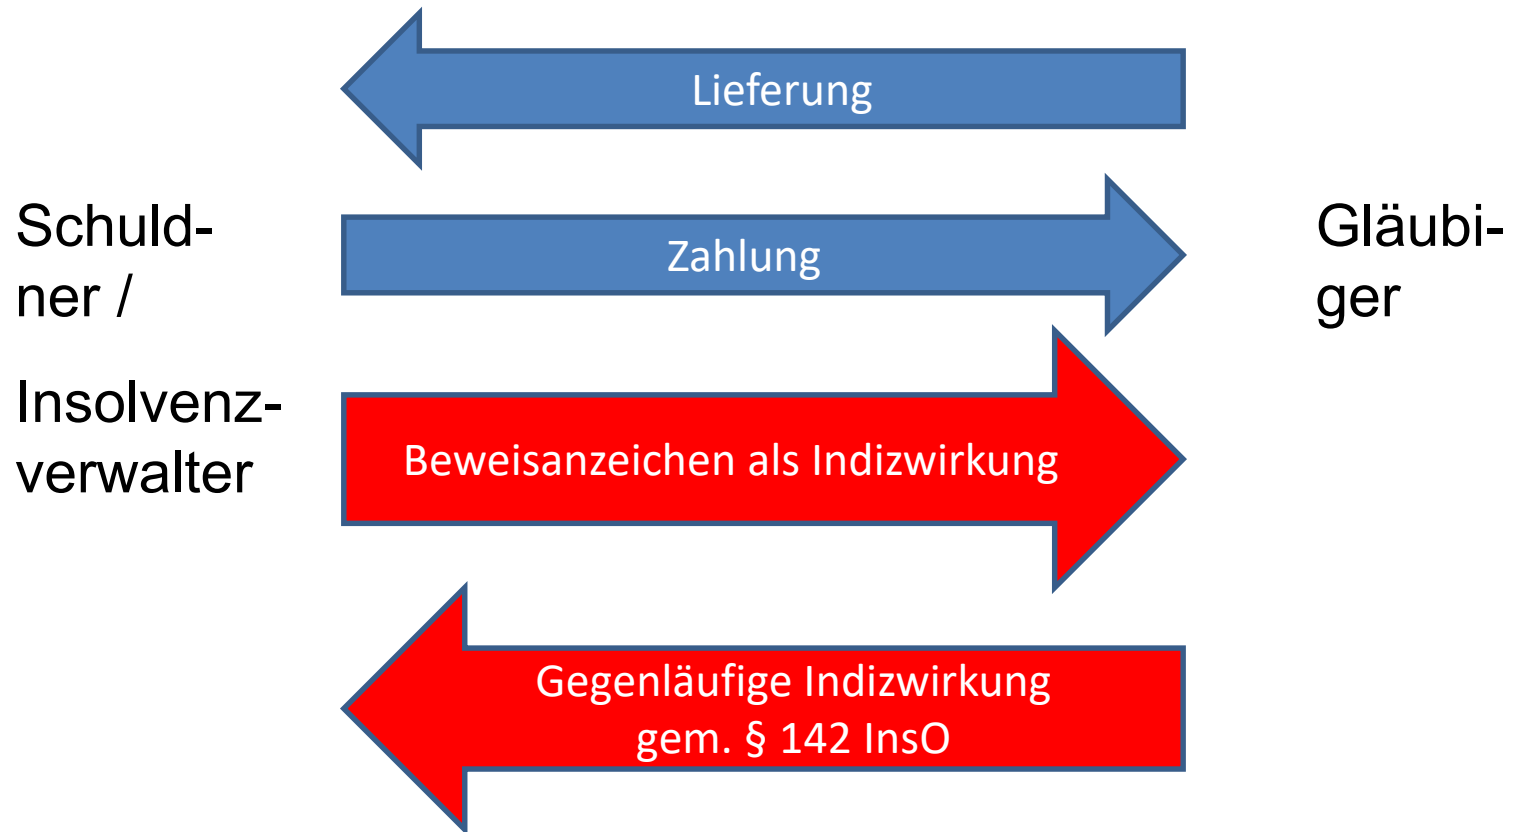 Lieferung
Schuld-
ner /
Zahlung
Gläubi-
ger
Insolvenz-
verwalter
Beweisanzeichen als Indizwirkung
Gegenläufige Indizwirkung
gem. § 142 InsO